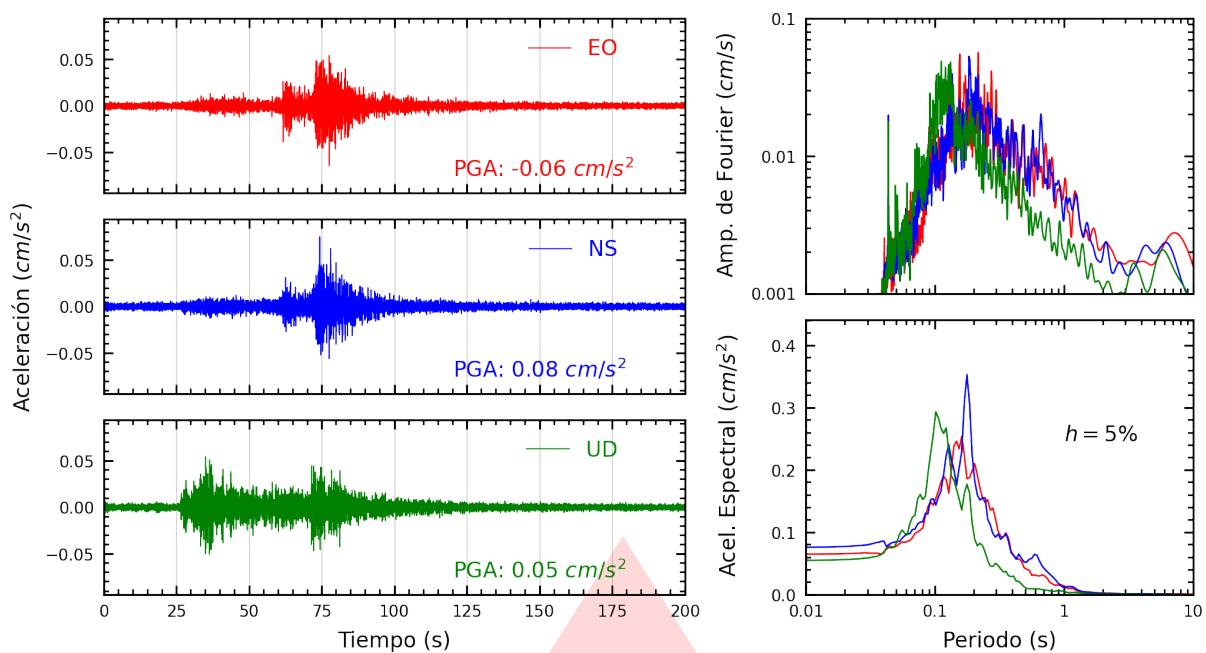 Aceleración (cm/s²)
0.05
0.00
−0.05
EO
PGA: -0.06 cm/s²
0.05
0.00
−0.05
NS
PGA: 0.08 cm/s²
0.05
0.00
−0.05
UD
PGA: 0.05 cm/s²
0 25 50 75 100 125 150 175 200
Tiempo (s)
Amp. de Fourier (cm/s)
0.1
0.01
0.001
Acel. Espectral (cm/s²)
0.4
0.3
0.2
0.1
0.0
h = 5%
0.01 0.1 1 10
Periodo (s)